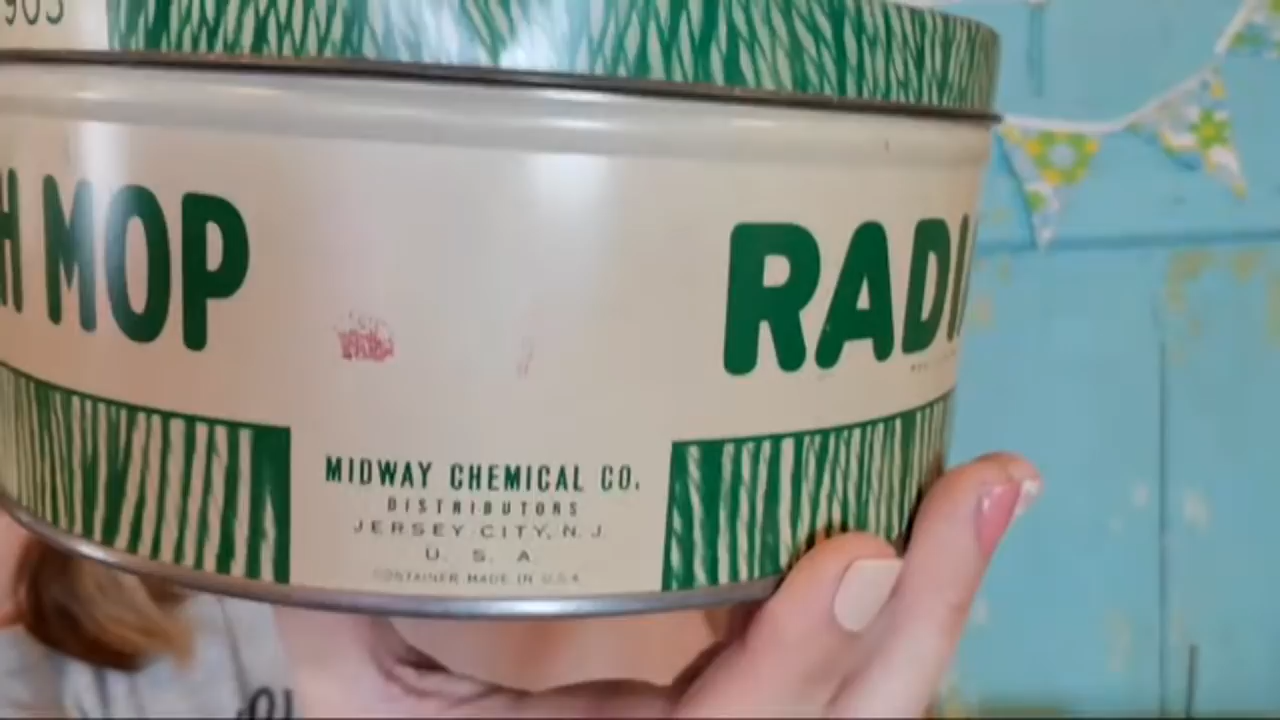 MOP
MIDWAY CHEMICAL CO.
DISTRIBUTORS
JERSEY CITY, N. J.
U. S. A.
CONTAINER MADE IN U.S.A.
RADI